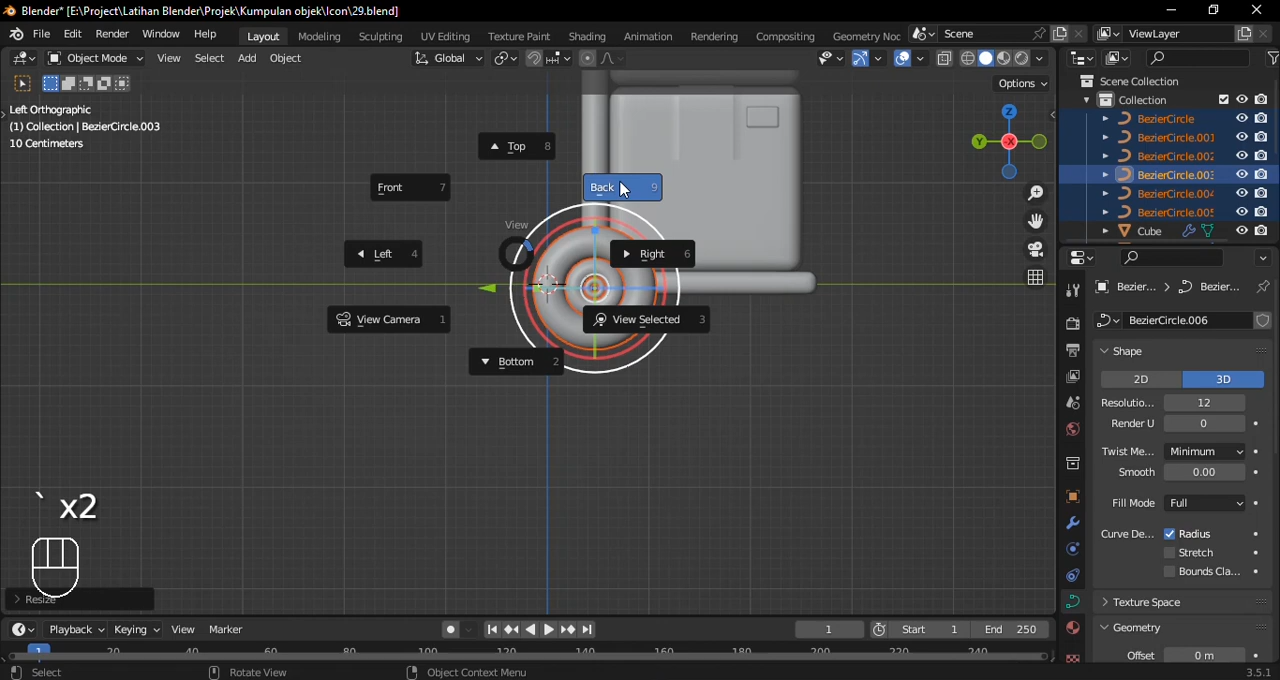 Blender* [E:\Project\Latihan Blender\Projek\Kumpulan objek\Icon\29.blend]
File Edit Render Window Help Layout Modeling Sculpting UV Editing Texture Paint Shading Animation Rendering Compositing Geometry Noc Scene ViewLayer
Object Mode View Select Add Object Global
Options
Left Orthographic
(1) Collection | BezierCircle.003
10 Centimeters
Scene Collection
Collection
BezierCircle
BezierCircle.001
BezierCircle.002
BezierCircle.003
BezierCircle.004
BezierCircle.005
Cube
X
Y
Z
Top 8
Front 7
Back 9
View
Left 4
Right 6
View Camera 1
View Selected 3
Bottom 2
Bezier... > Bezier...
BezierCircle.006
Shape
2D 3D
Resolutio... 12
Render U 0
Twist Me... Minimum
Smooth 0.00
Fill Mode Full
Curve De... Radius
Stretch
Bounds Cla...
Texture Space
Geometry
Offset 0 m
` x2
Resize
Playback Keying View Marker 1 Start 1 End 250
1 20 40 60 80 100 120 140 160 180 200 220 240
Select Rotate View Object Context Menu 3.5.1